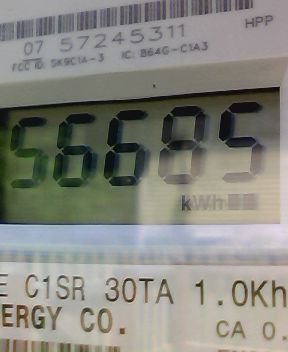 07 57245311
HPP
FCC ID: SK9C1A-3 IC: 864G-C1A3
56685
kWh
E C1SR 30TA 1.0Kh
ERGY CO.
CA 0.